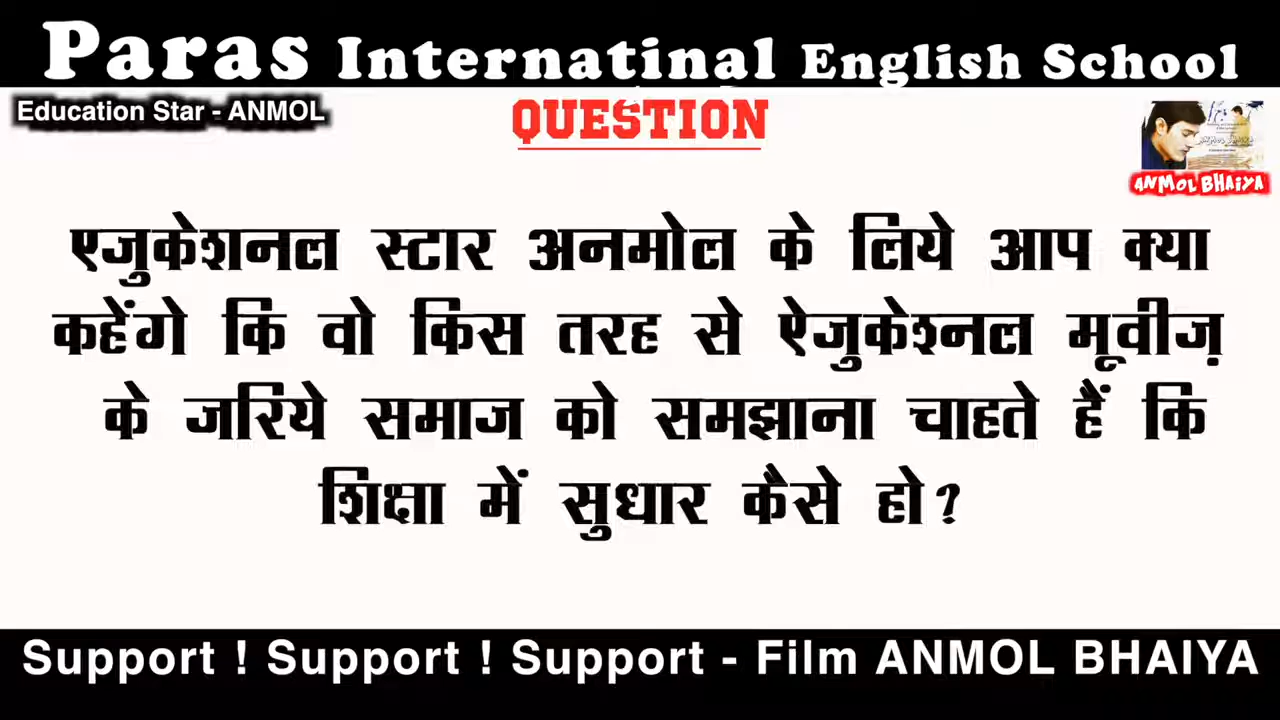 Paras Internatinal English School
Education Star - ANMOL
QUESTION
ANMOL BHAIYA
एजुकेशनल स्टार अनमोल के लिये आप क्या
कहेंगे कि वो किस तरह से ऐजुकेश्नल मूवीज़
के जरिये समाज को समझाना चाहते हैं कि
शिक्षा में सुधार कैसे हो?
Support ! Support ! Support - Film ANMOL BHAIYA